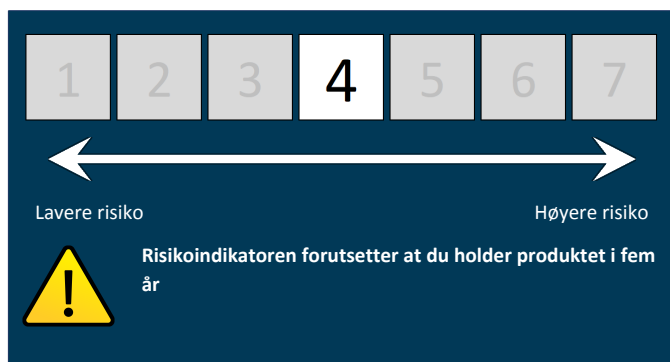 1 2 3 4 5 6 7
Lavere risiko Høyere risiko
Risikoindikatoren forutsetter at du holder produktet i fem
år